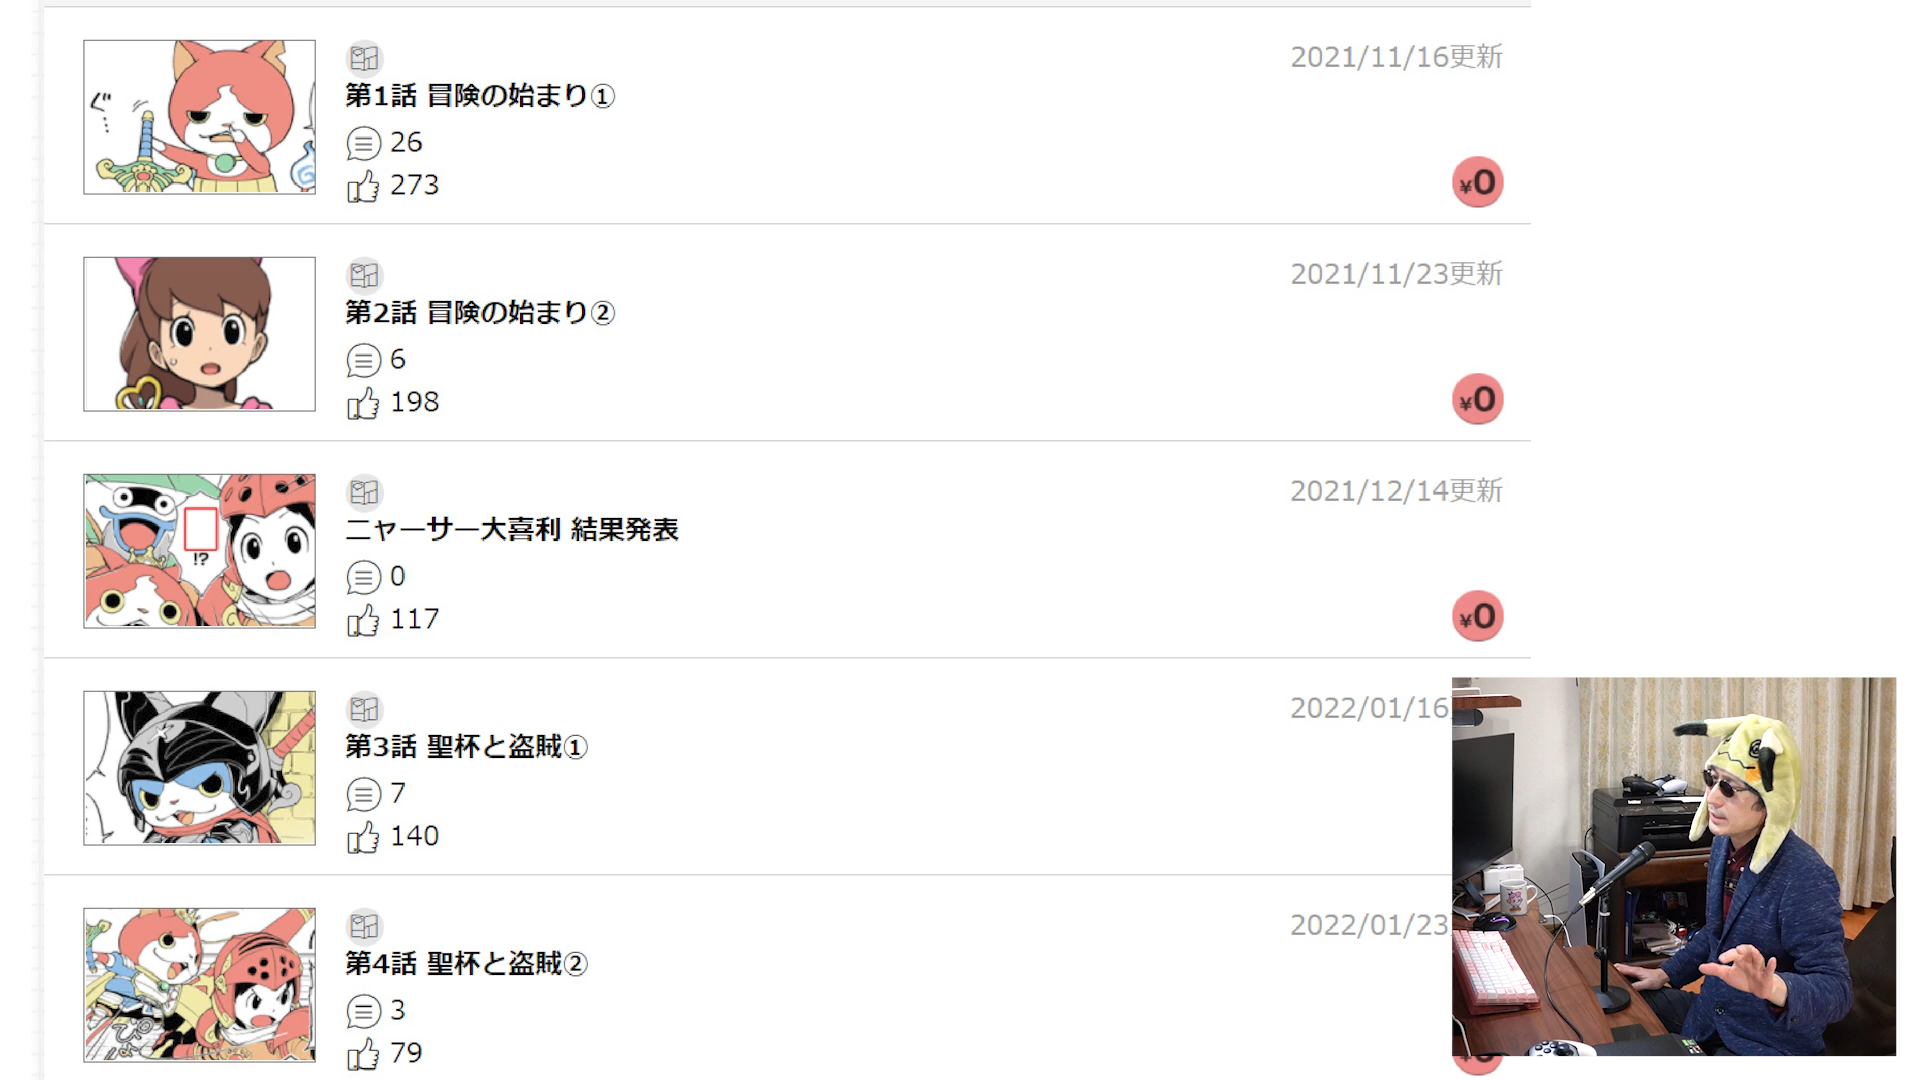 2021/11/16更新
第1話 冒険の始まり①
26
273
¥0
ぐ…
2021/11/23更新
第2話 冒険の始まり②
6
198
¥0
2021/12/14更新
ニャーサー大喜利 結果発表
0
117
¥0
!?
2022/01/16
第3話 聖杯と盗賊①
7
140
2022/01/23
第4話 聖杯と盗賊②
3
79